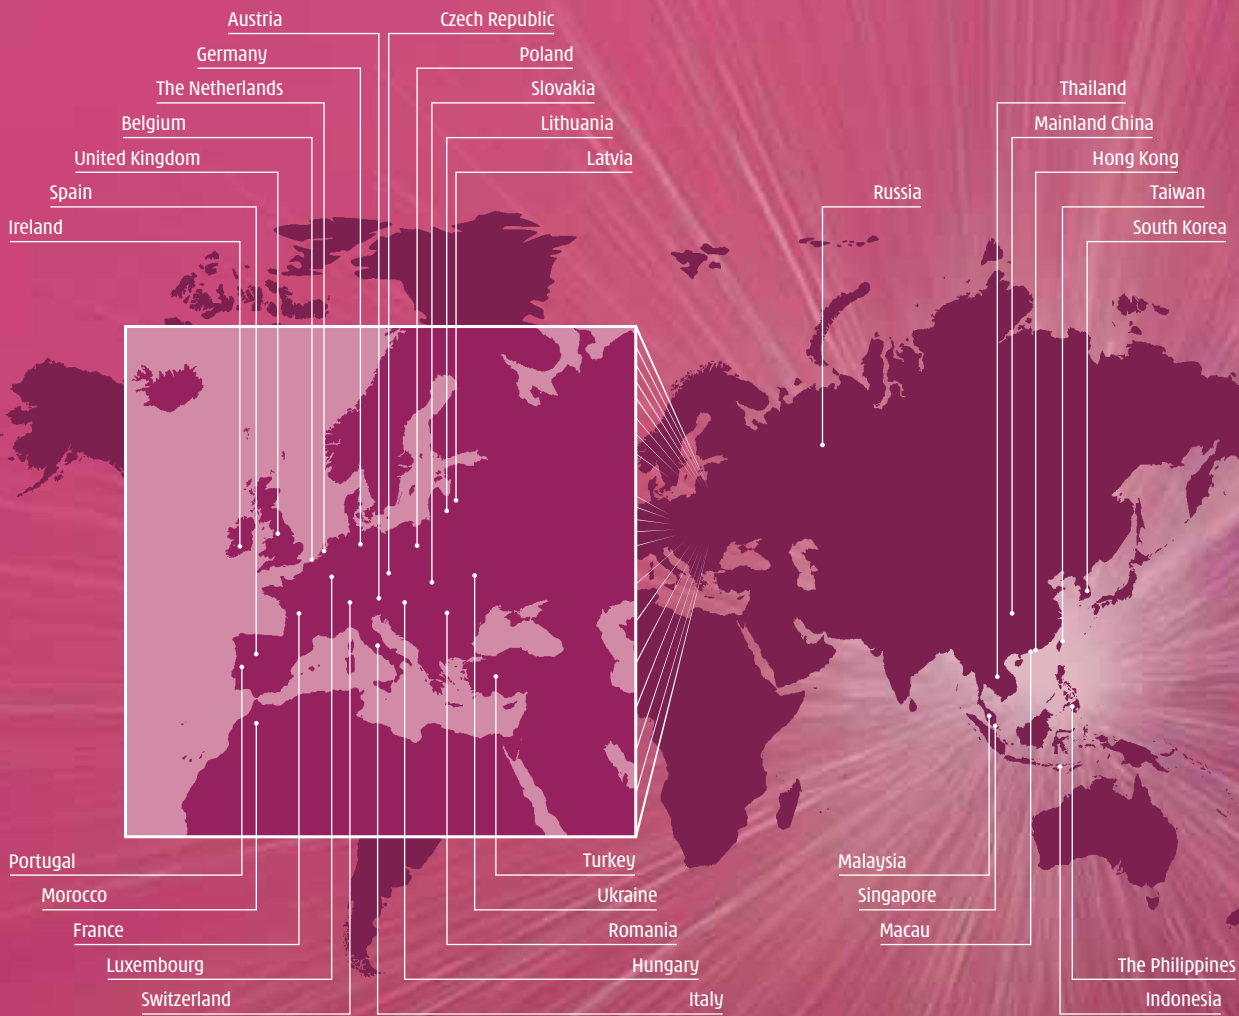 Austria
Germany
The Netherlands
Belgium
United Kingdom
Spain
Ireland
Czech Republic
Poland
Slovakia
Lithuania
Latvia
Russia
Thailand
Mainland China
Hong Kong
Taiwan
South Korea
Portugal
Morocco
France
Luxembourg
Switzerland
Turkey
Ukraine
Romania
Hungary
Italy
Malaysia
Singapore
Macau
The Philippines
Indonesia